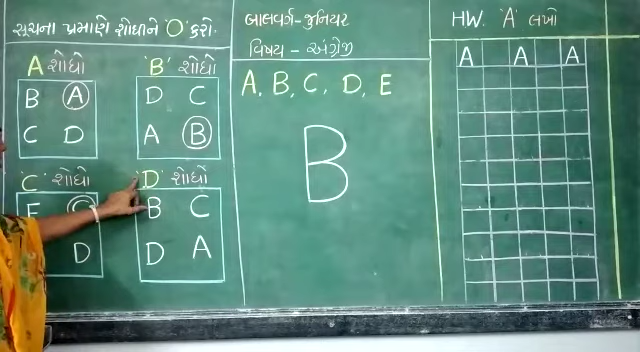 સૂચના પ્રમાણે શોધીને 'O' કરો.
A શોધો
B A
C D
'B' શોધો
D C
A B
'C' શોધો
E C
D
'D' શોધો
B C
D A
બાલવર્ગ-જુનિયર
વિષય - અંગ્રેજી
A, B, C, D, E
B
HW. 'A' લખો
A A A